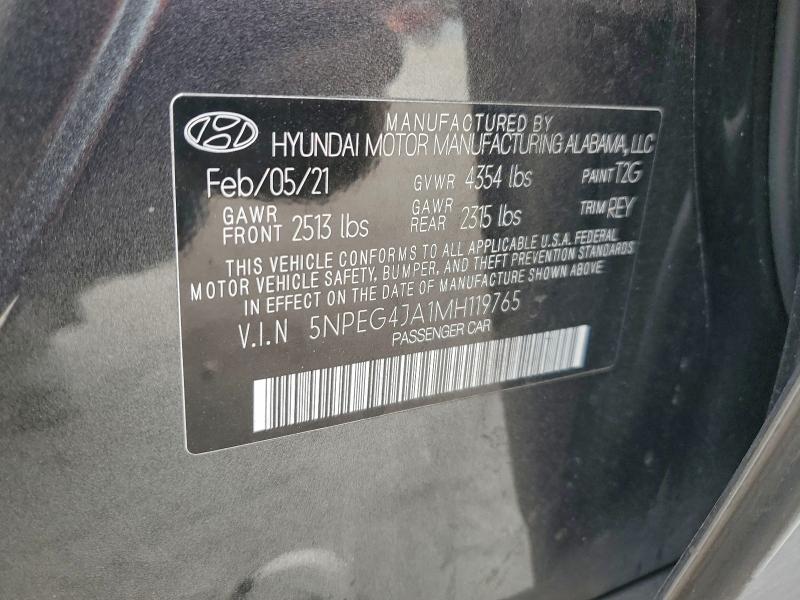 MANUFACTURED BY
HYUNDAI MOTOR MANUFACTURING ALABAMA, LLC
Feb/05/21 GVWR 4354 lbs PAINT T2G
GAWR FRONT 2513 lbs GAWR REAR 2315 lbs TRIM REY
THIS VEHICLE CONFORMS TO ALL APPLICABLE U.S.A. FEDERAL
MOTOR VEHICLE SAFETY, BUMPER, AND THEFT PREVENTION STANDARDS
IN EFFECT ON THE DATE OF MANUFACTURE SHOWN ABOVE
V.I.N 5NPEG4JA1MH119765
PASSENGER CAR